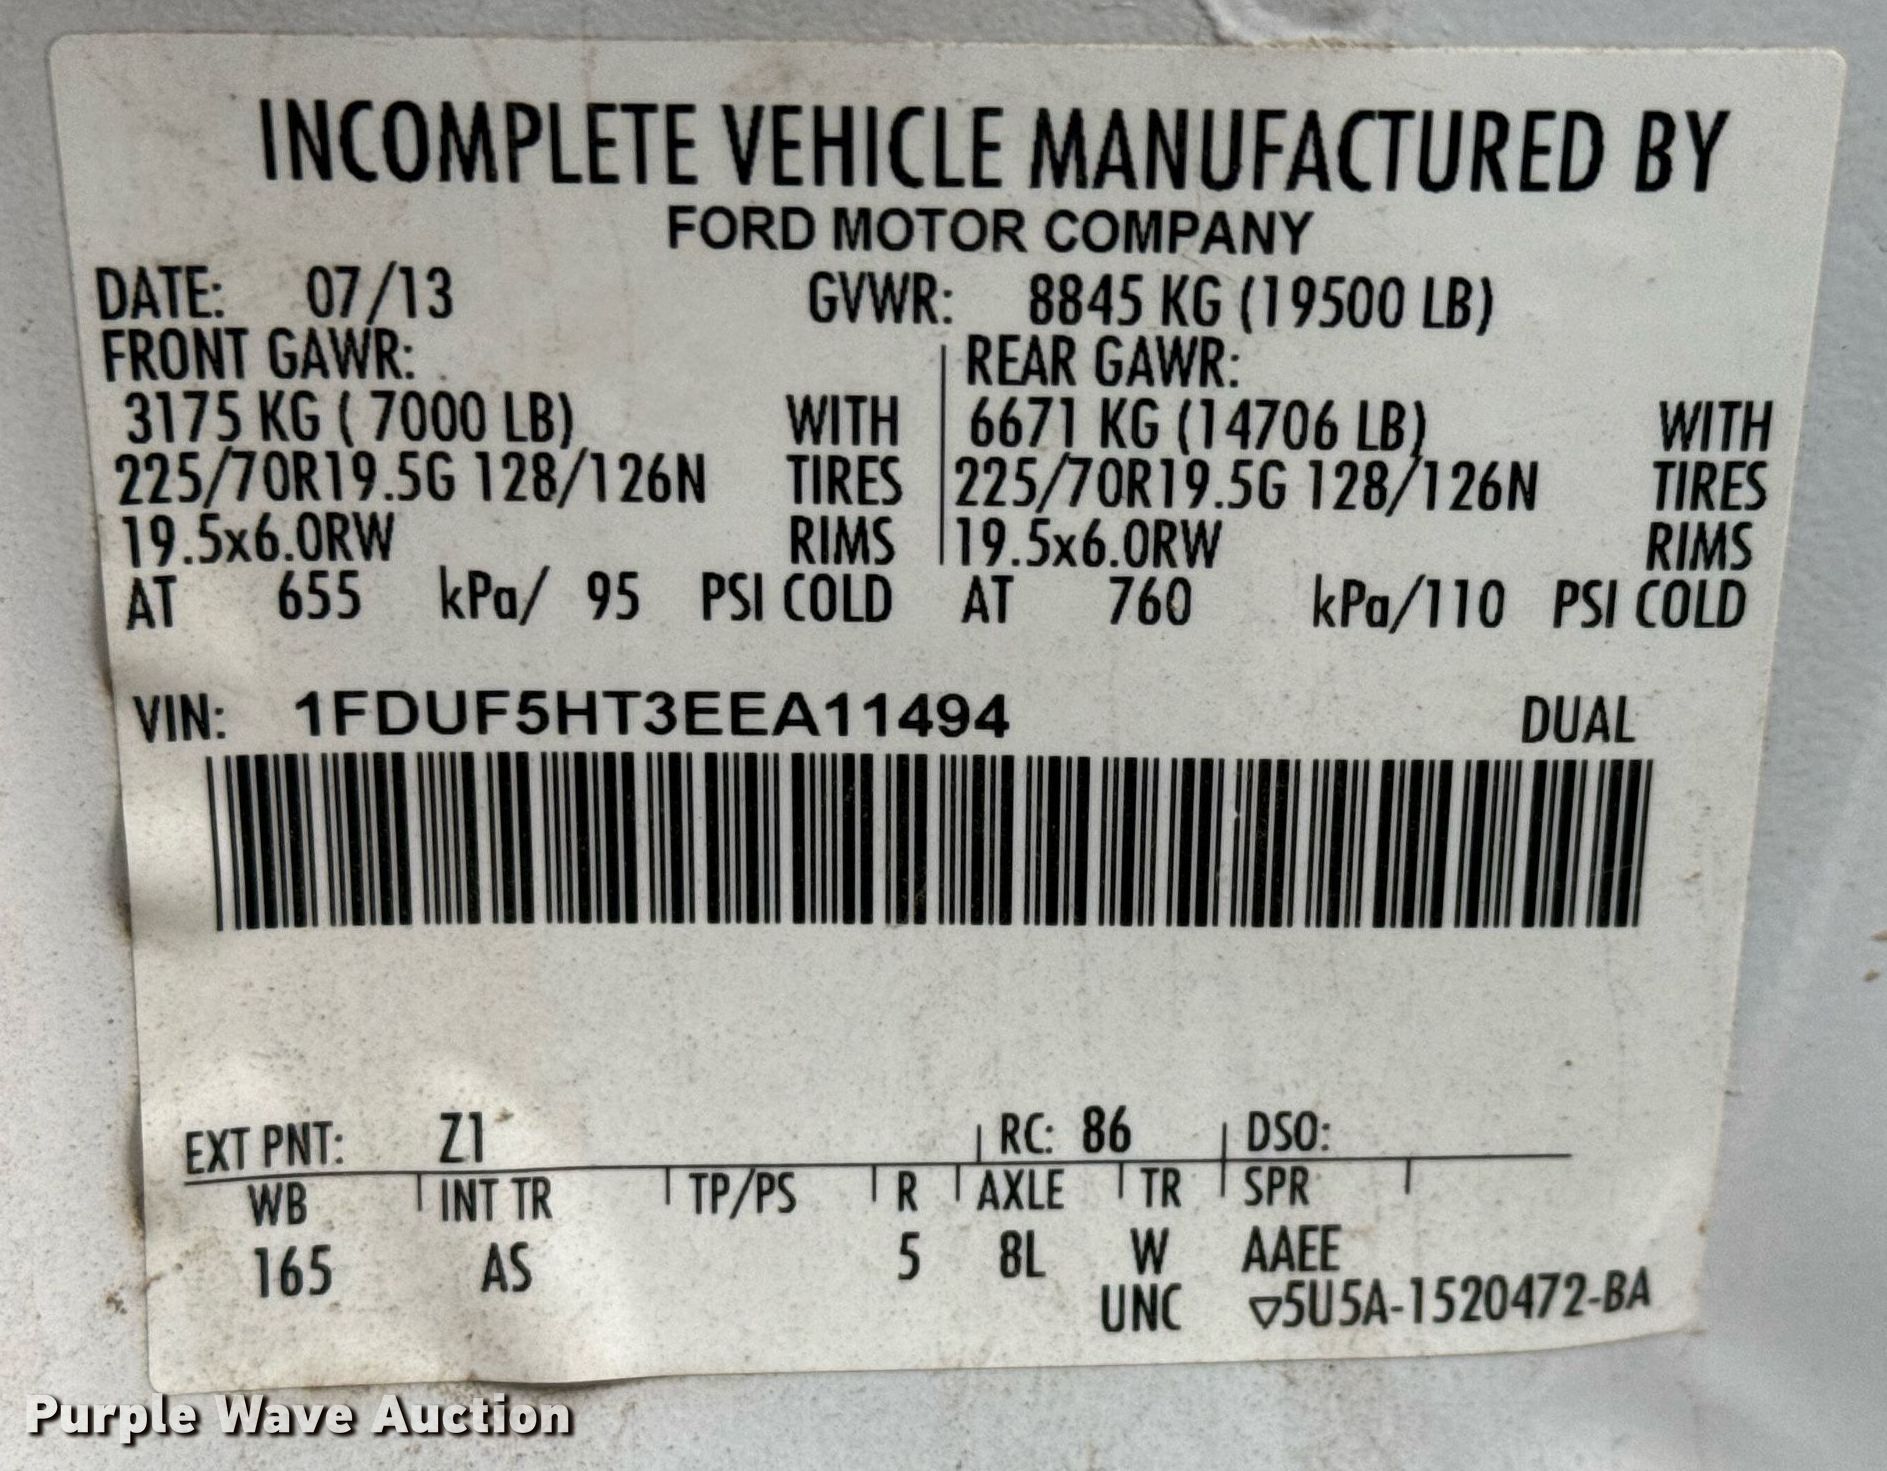 INCOMPLETE VEHICLE MANUFACTURED BY
FORD MOTOR COMPANY
DATE: 07/13 GVWR: 8845 KG (19500 LB)
FRONT GAWR: REAR GAWR:
3175 KG ( 7000 LB) WITH 6671 KG (14706 LB) WITH
225/70R19.5G 128/126N TIRES 225/70R19.5G 128/126N TIRES
19.5x6.0RW RIMS 19.5x6.0RW RIMS
AT 655 kPa/ 95 PSI COLD AT 760 kPa/110 PSI COLD
VIN: 1FDUF5HT3EEA11494 DUAL
EXT PNT: Z1 RC: 86 DSO:
WB INT TR TP/PS R AXLE TR SPR
165 AS 5 8L W AAEE
UNC ▽5U5A-1520472-BA
Purple Wave Auction